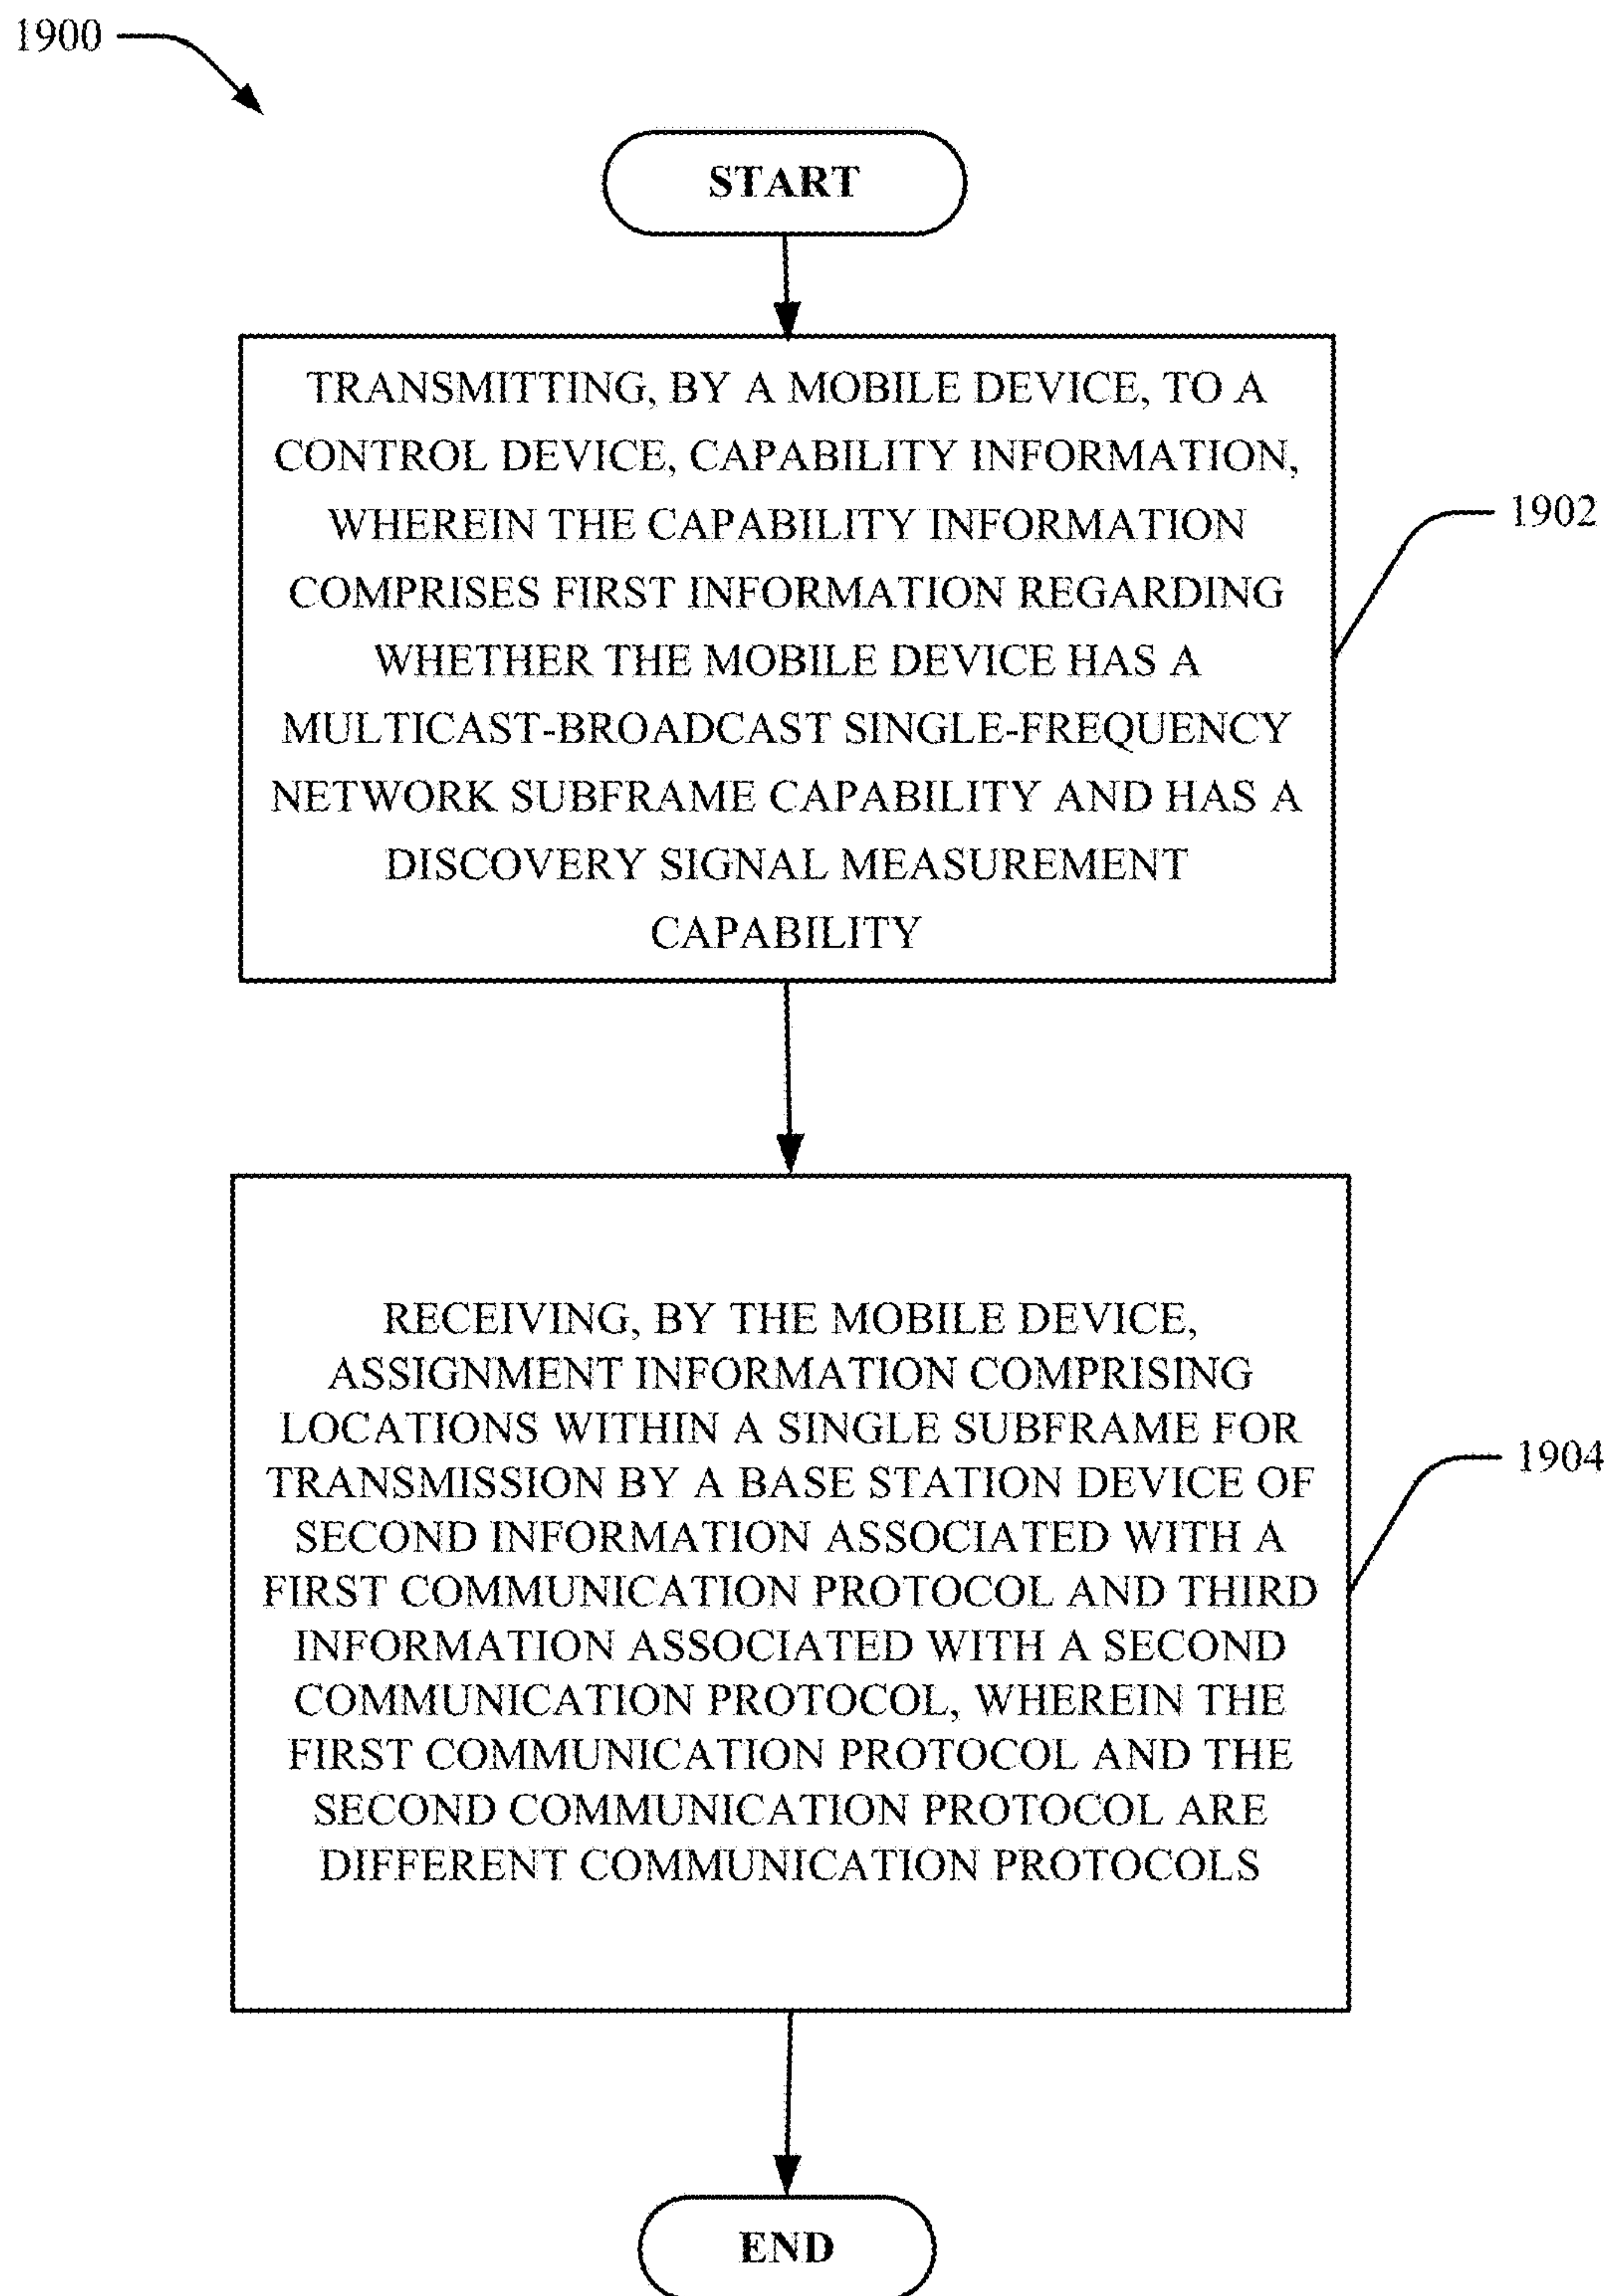 1900
START
TRANSMITTING, BY A MOBILE DEVICE, TO A
CONTROL DEVICE, CAPABILITY INFORMATION,
WHEREIN THE CAPABILITY INFORMATION
COMPRISES FIRST INFORMATION REGARDING
WHETHER THE MOBILE DEVICE HAS A
MULTICAST-BROADCAST SINGLE-FREQUENCY
NETWORK SUBFRAME CAPABILITY AND HAS A
DISCOVERY SIGNAL MEASUREMENT
CAPABILITY
1902
RECEIVING, BY THE MOBILE DEVICE,
ASSIGNMENT INFORMATION COMPRISING
LOCATIONS WITHIN A SINGLE SUBFRAME FOR
TRANSMISSION BY A BASE STATION DEVICE OF
SECOND INFORMATION ASSOCIATED WITH A
FIRST COMMUNICATION PROTOCOL AND THIRD
INFORMATION ASSOCIATED WITH A SECOND
COMMUNICATION PROTOCOL, WHEREIN THE
FIRST COMMUNICATION PROTOCOL AND THE
SECOND COMMUNICATION PROTOCOL ARE
DIFFERENT COMMUNICATION PROTOCOLS
1904
END